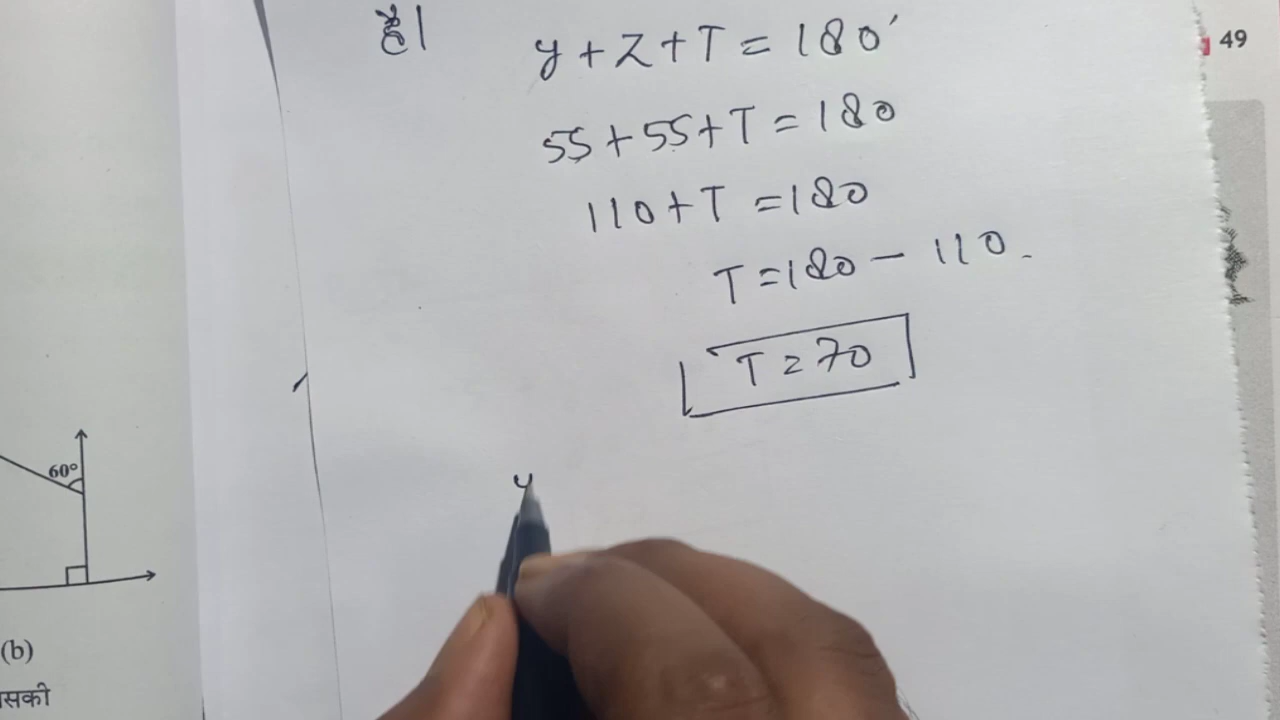 है।
y + z + T = 180°
55 + 55 + T = 180
110 + T = 180
T = 180 - 110.
T = 70
y
49
60°
(b)
सकी